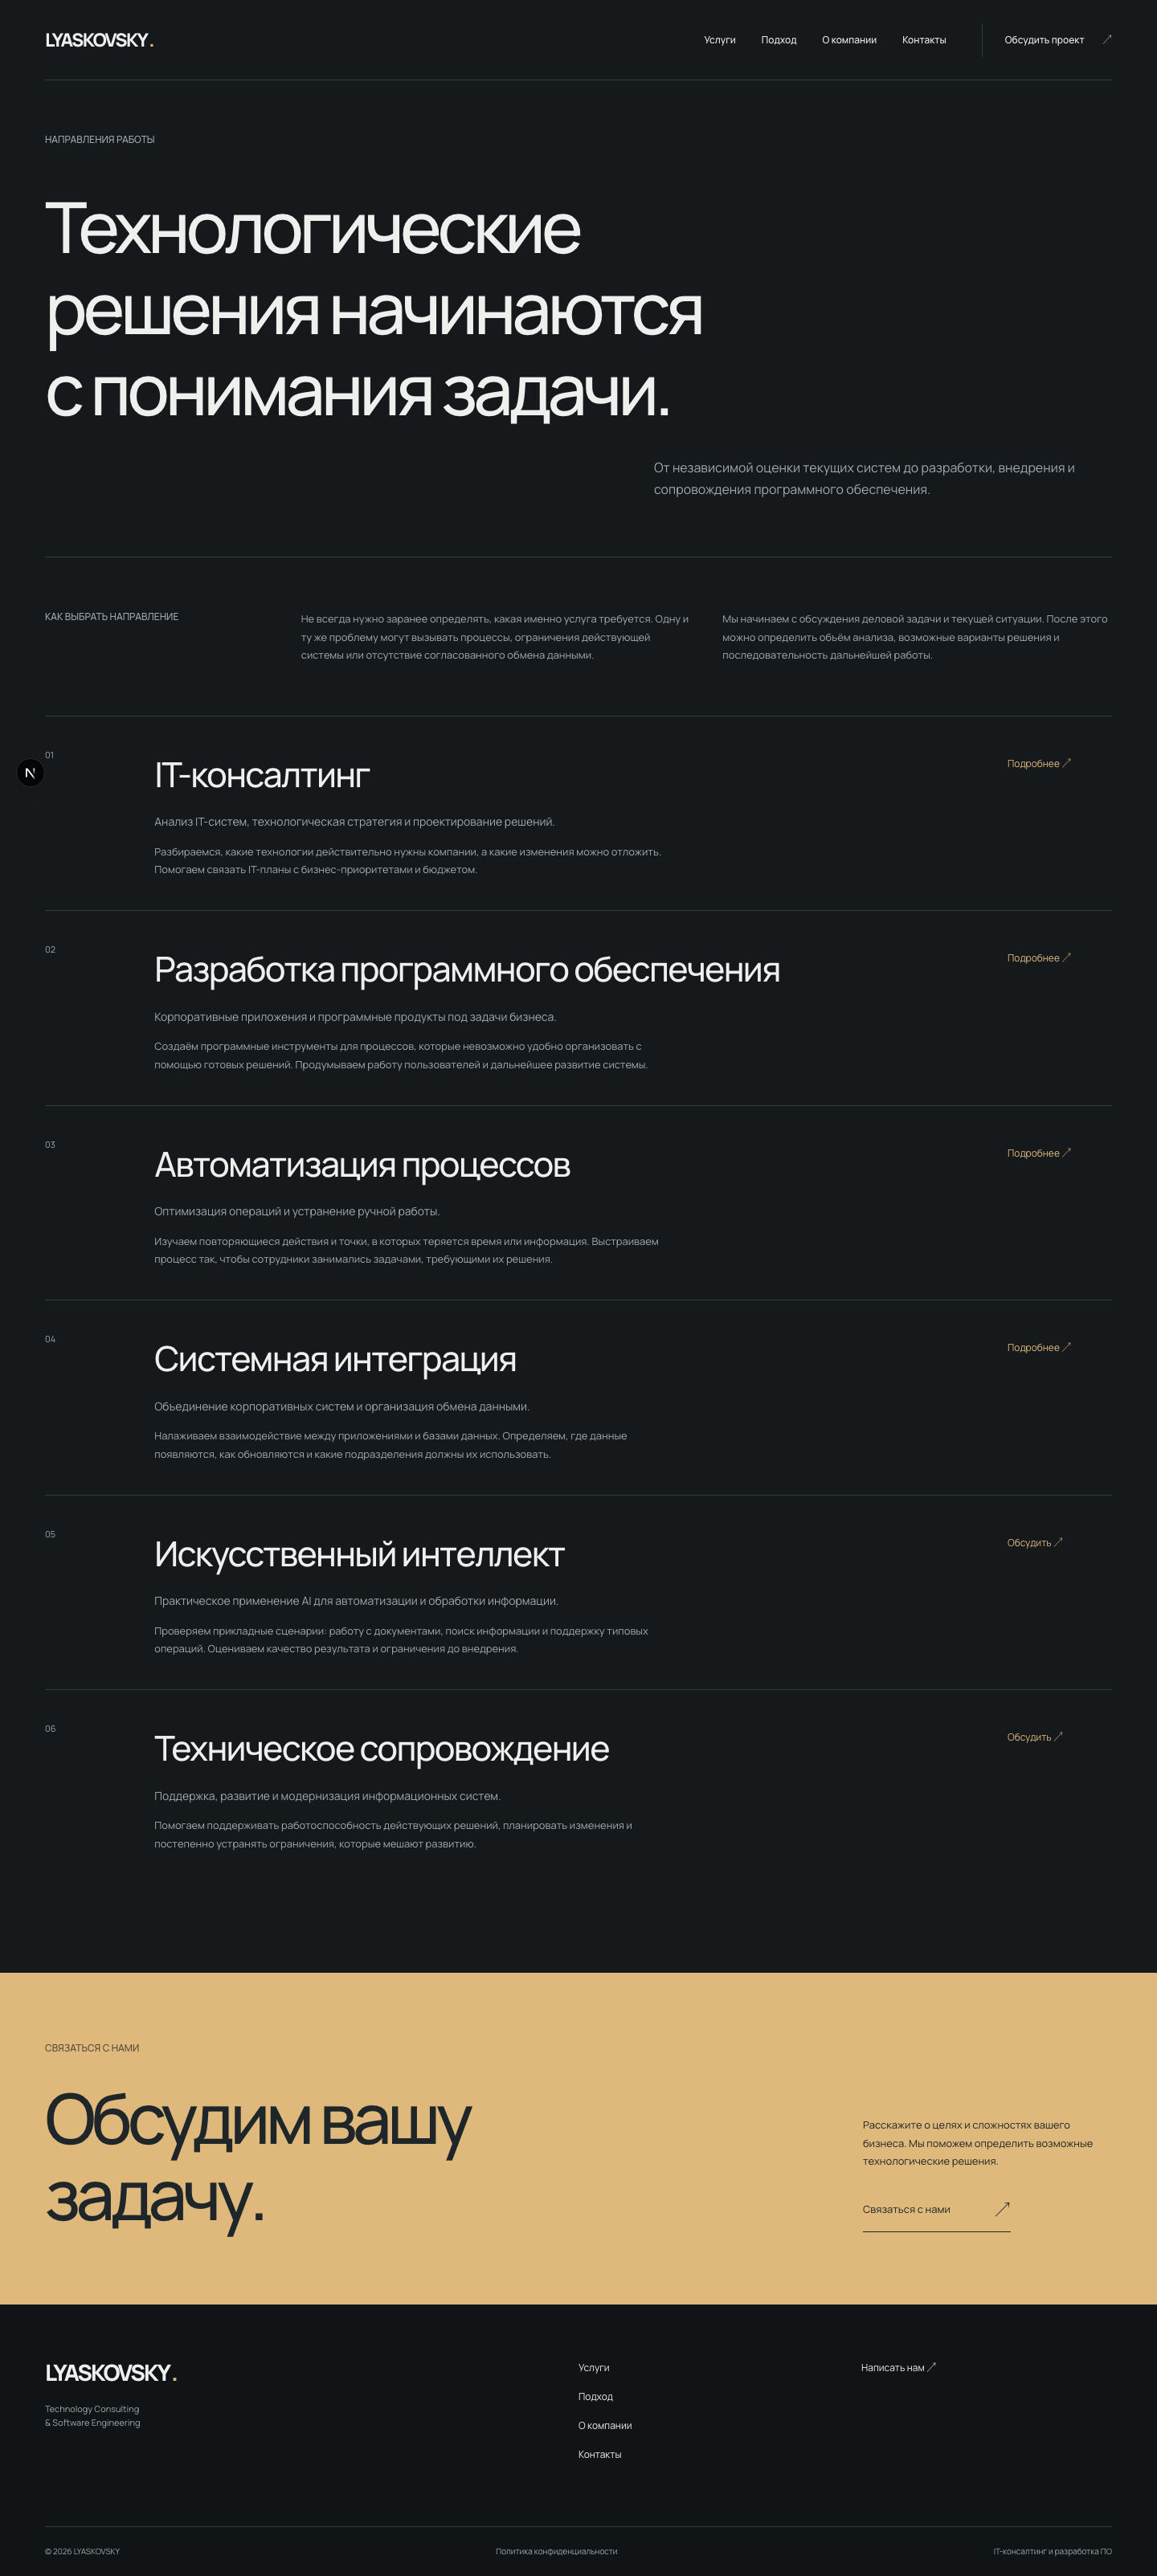 LYASKOVSKY.
Услуги
Подход
О компании
Контакты
Обсудить проект
НАПРАВЛЕНИЯ РАБОТЫ
Технологические
решения начинаются
с понимания задачи.
От независимой оценки текущих систем до разработки, внедрения и
сопровождения программного обеспечения.
КАК ВЫБРАТЬ НАПРАВЛЕНИЕ
Не всегда нужно заранее определять, какая именно услуга требуется. Одну и
ту же проблему могут вызывать процессы, ограничения действующей
системы или отсутствие согласованного обмена данными.
Мы начинаем с обсуждения деловой задачи и текущей ситуации. После этого
можно определить объём анализа, возможные варианты решения и
последовательность дальнейшей работы.
01
N
IT-консалтинг
Подробнее
Анализ IT-систем, технологическая стратегия и проектирование решений.
Разбираемся, какие технологии действительно нужны компании, а какие изменения можно отложить.
Помогаем связать IT-планы с бизнес-приоритетами и бюджетом.
02
Разработка программного обеспечения
Подробнее
Корпоративные приложения и программные продукты под задачи бизнеса.
Создаём программные инструменты для процессов, которые невозможно удобно организовать с
помощью готовых решений. Продумываем работу пользователей и дальнейшее развитие системы.
03
Автоматизация процессов
Подробнее
Оптимизация операций и устранение ручной работы.
Изучаем повторяющиеся действия и точки, в которых теряется время или информация. Выстраиваем
процесс так, чтобы сотрудники занимались задачами, требующими их решения.
04
Системная интеграция
Подробнее
Объединение корпоративных систем и организация обмена данными.
Налаживаем взаимодействие между приложениями и базами данных. Определяем, где данные
появляются, как обновляются и какие подразделения должны их использовать.
05
Искусственный интеллект
Обсудить
Практическое применение AI для автоматизации и обработки информации.
Проверяем прикладные сценарии: работу с документами, поиск информации и поддержку типовых
операций. Оцениваем качество результата и ограничения до внедрения.
06
Техническое сопровождение
Обсудить
Поддержка, развитие и модернизация информационных систем.
Помогаем поддерживать работоспособность действующих решений, планировать изменения и
постепенно устранять ограничения, которые мешают развитию.
СВЯЗАТЬСЯ С НАМИ
Обсудим вашу
задачу.
Расскажите о целях и сложностях вашего
бизнеса. Мы поможем определить возможные
технологические решения.
Связаться с нами
LYASKOVSKY.
Technology Consulting
& Software Engineering
Услуги
Подход
О компании
Контакты
Написать нам
© 2026 LYASKOVSKY
Политика конфиденциальности
IT-консалтинг и разработка ПО